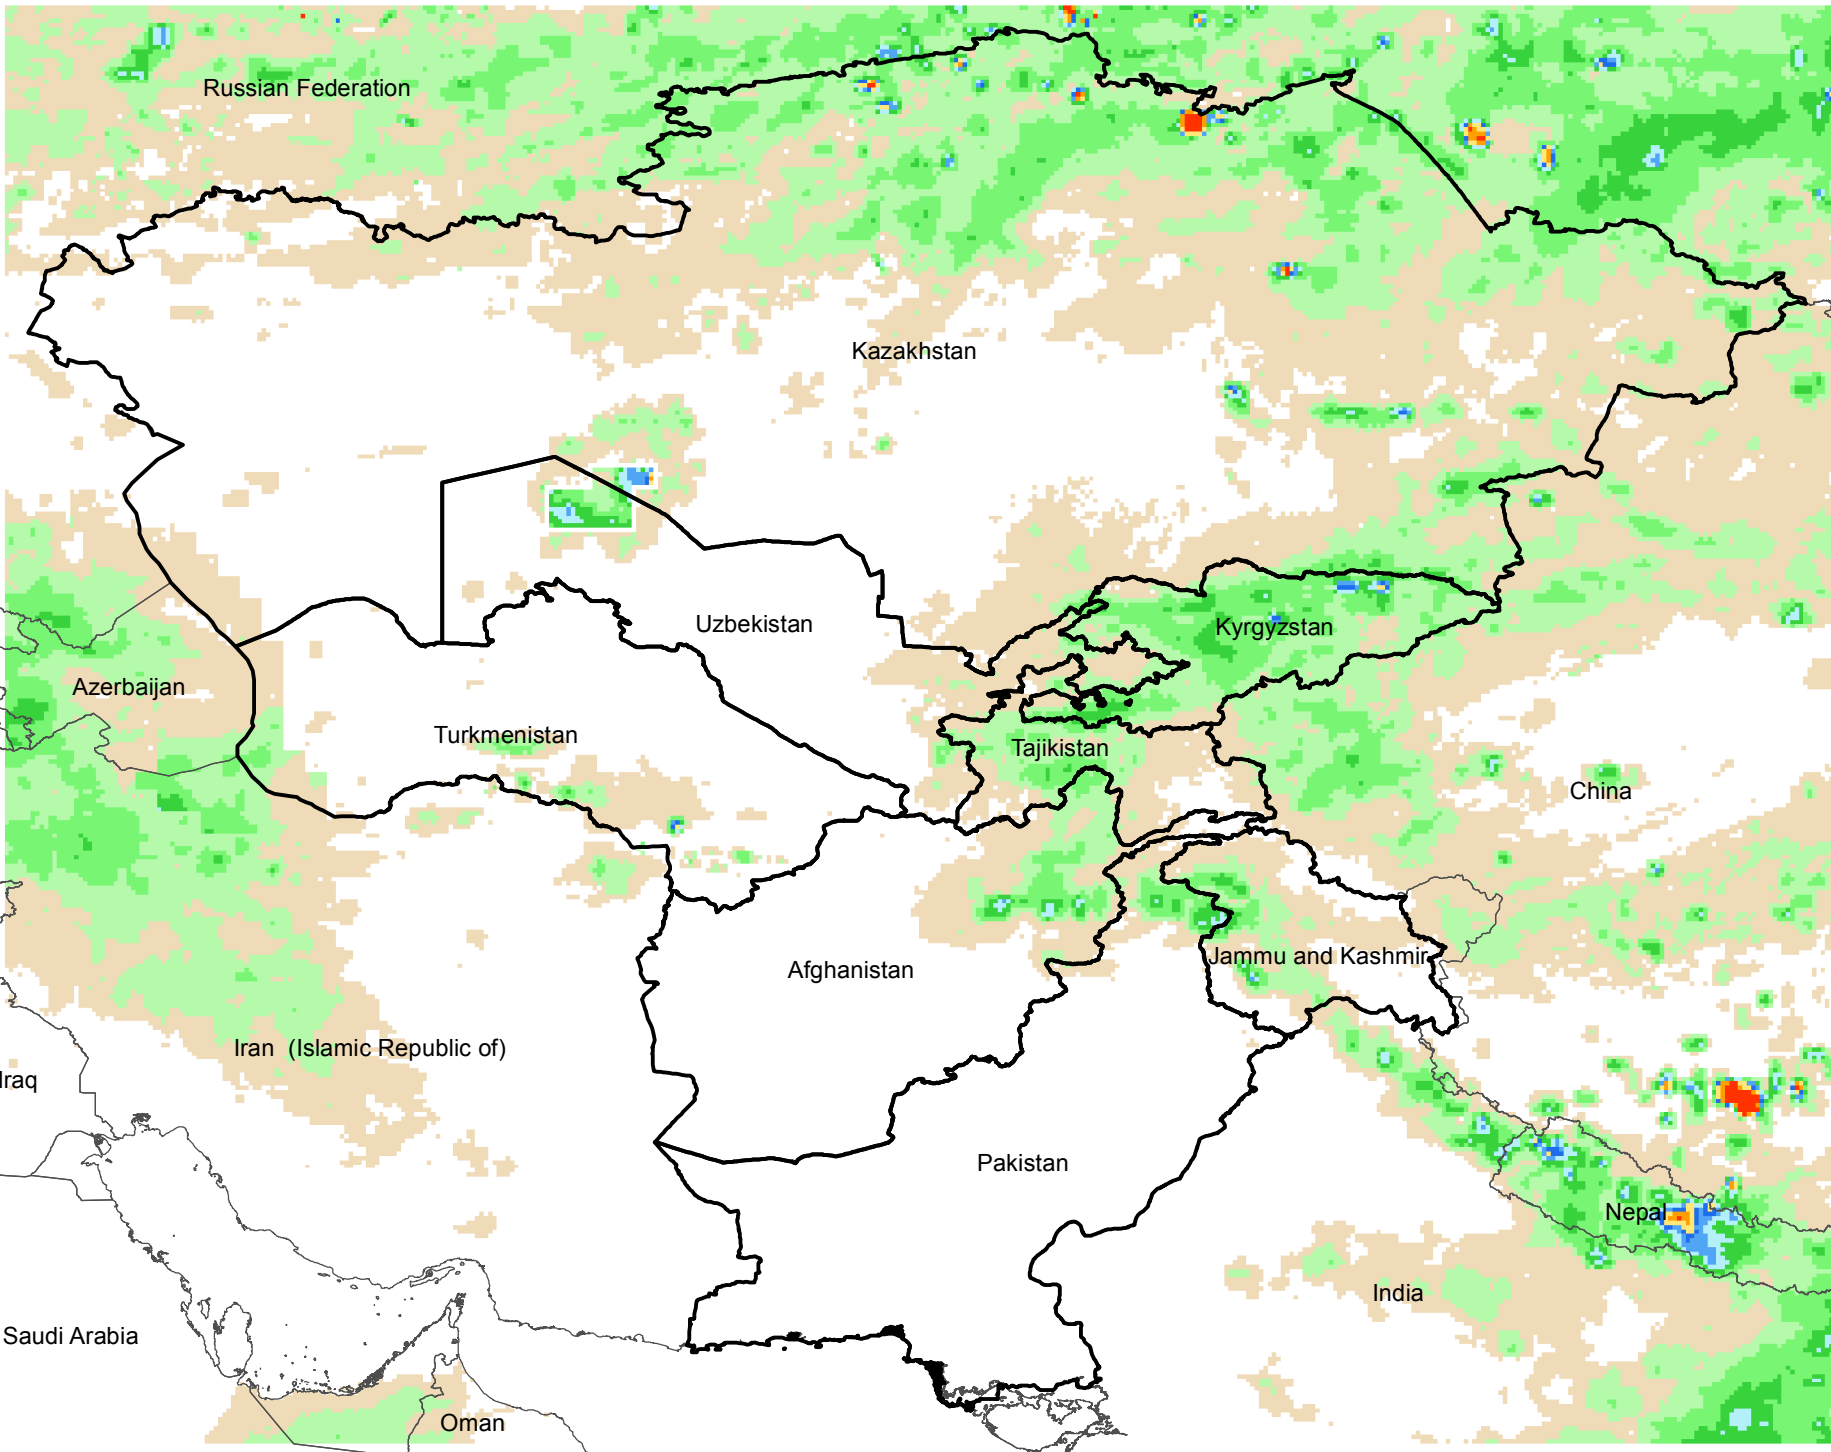 Russian Federation
Kazakhstan
Uzbekistan
Kyrgyzstan
Azerbaijan
Turkmenistan
Tajikistan
China
Afghanistan
Jammu and Kashmir
Iran (Islamic Republic of)
Iraq
Pakistan
Nepal
India
Saudi Arabia
Oman